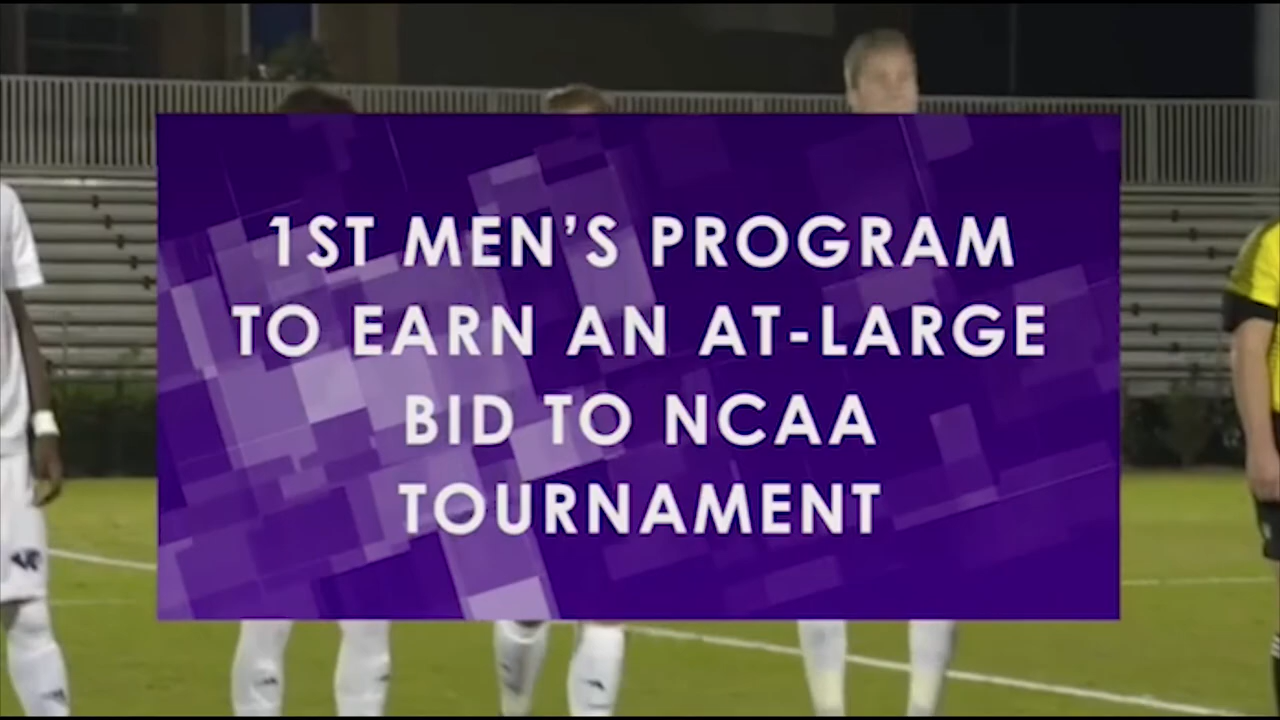 1ST MEN’S PROGRAM
TO EARN AN AT-LARGE
BID TO NCAA
TOURNAMENT